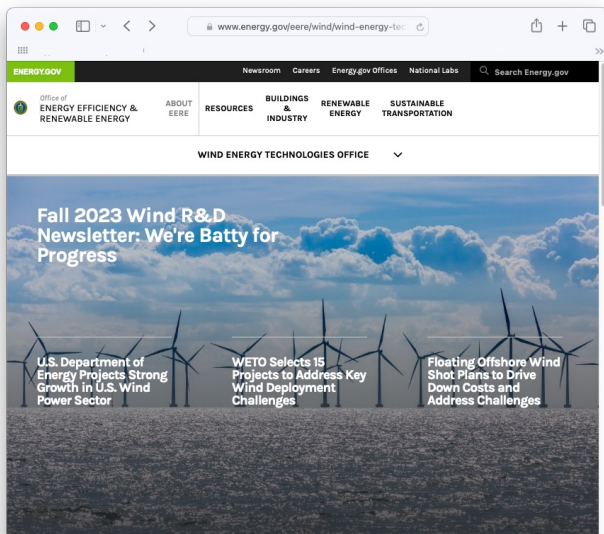 www.energy.gov/eere/wind/wind-energy-tec
ENERGY.GOV
Newsroom Careers Energy.gov Offices National Labs
Search Energy.gov
Office of
ENERGY EFFICIENCY &
RENEWABLE ENERGY
ABOUT
EERE
RESOURCES
BUILDINGS
&
INDUSTRY
RENEWABLE
ENERGY
SUSTAINABLE
TRANSPORTATION
WIND ENERGY TECHNOLOGIES OFFICE
Fall 2023 Wind R&D
Newsletter: We're Batty for
Progress
U.S. Department of
Energy Projects Strong
Growth in U.S. Wind
Power Sector
WETO Selects 15
Projects to Address Key
Wind Deployment
Challenges
Floating Offshore Wind
Shot Plans to Drive
Down Costs and
Address Challenges